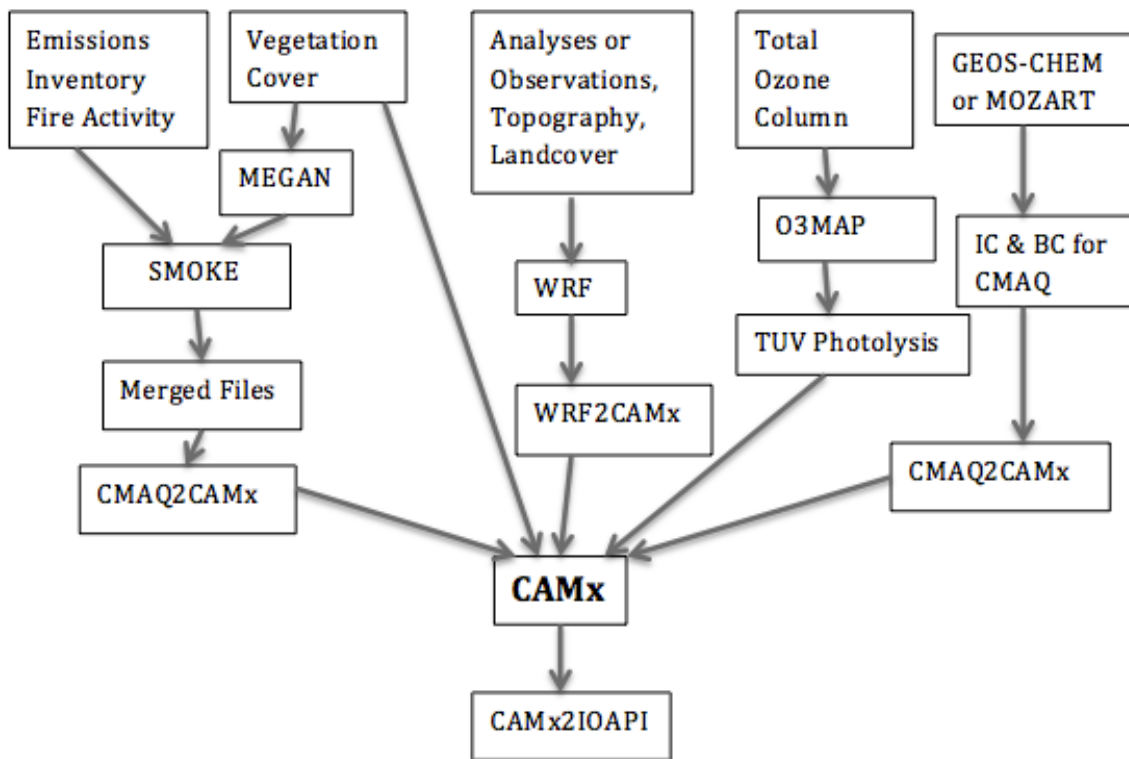 Emissions
Inventory
Fire Activity
Vegetation
Cover
Analyses or
Observations,
Topography,
Landcover
Total
Ozone
Column
GEOS-CHEM
or MOZART
MEGAN
O3MAP
IC & BC for
CMAQ
SMOKE
WRF
TUV Photolysis
Merged Files
WRF2CAMx
CMAQ2CAMx
CMAQ2CAMx
CAMx
CAMx2IOAPI